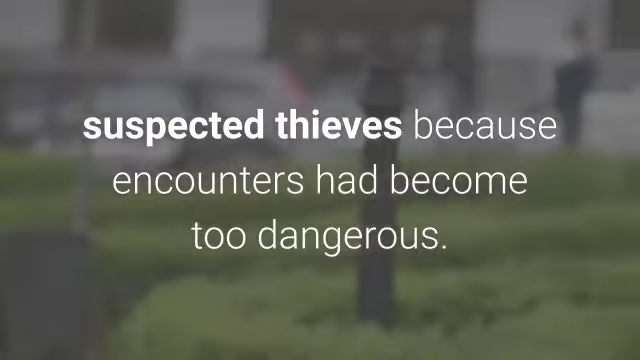 suspected thieves because
encounters had become
too dangerous.